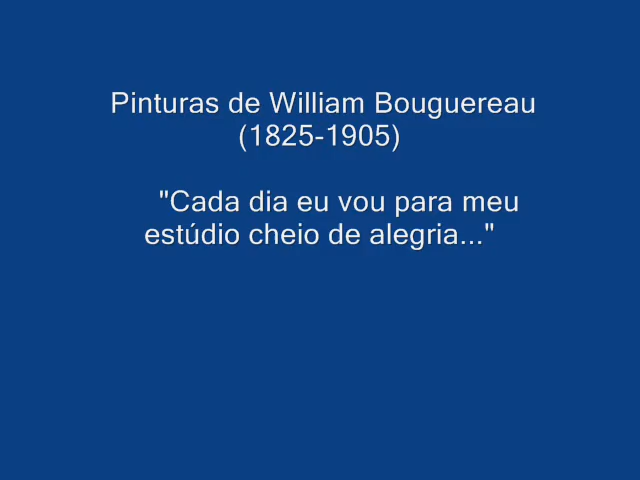 Pinturas de William Bouguereau
(1825-1905)
"Cada dia eu vou para meu
estúdio cheio de alegria..."